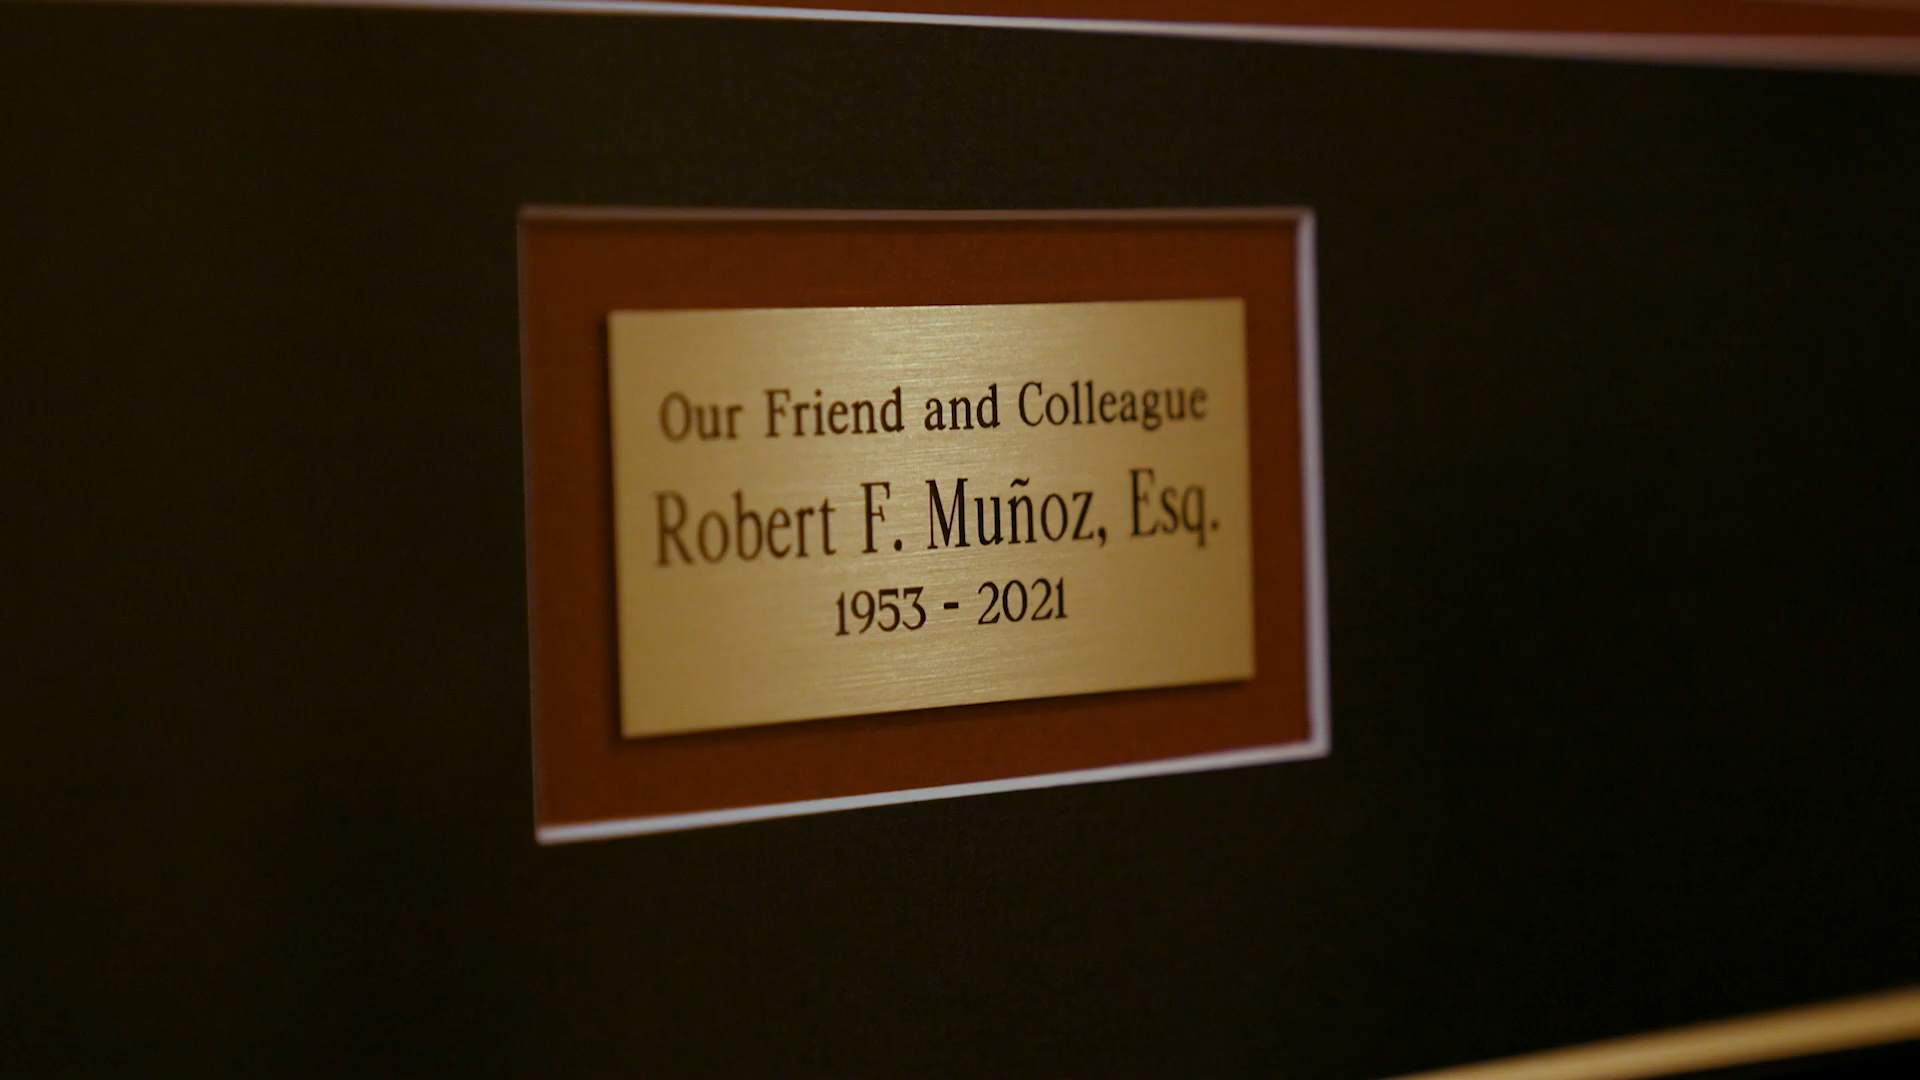 Our Friend and Colleague
Robert F. Muñoz, Esq.
1953 - 2021